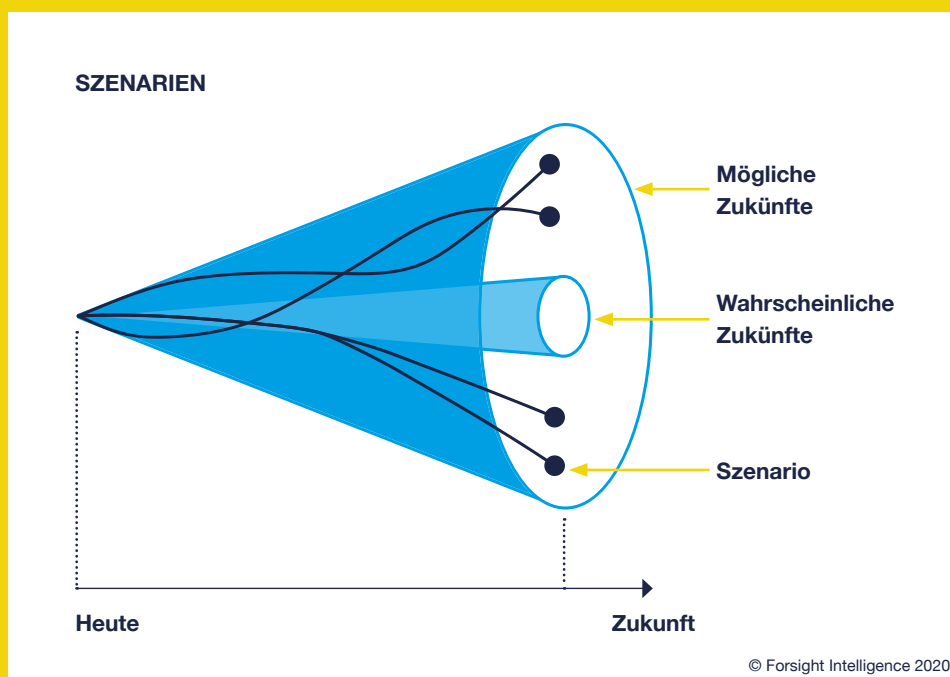 SZENARIEN
Mögliche
Zukünfte
Wahrscheinliche
Zukünfte
Szenario
Heute
Zukunft
© Forsight Intelligence 2020